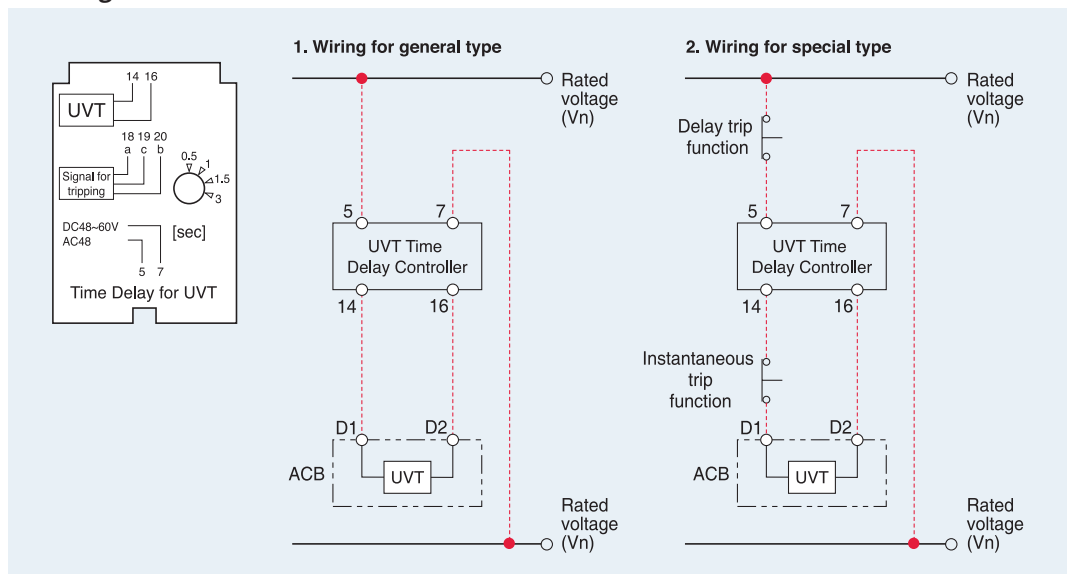 14 16
UVT
18 19 20
a c b
Signal for
tripping
0.5
1
1.5
3
DC48~60V
AC48
[sec]
5 7
Time Delay for UVT
1. Wiring for general type
Rated
voltage
(Vn)
5 7
UVT Time
Delay Controller
14 16
D1 D2
ACB
UVT
Rated
voltage
(Vn)
2. Wiring for special type
Rated
voltage
(Vn)
Delay trip
function
5 7
UVT Time
Delay Controller
14 16
Instantaneous
trip
function
D1 D2
ACB
UVT
Rated
voltage
(Vn)